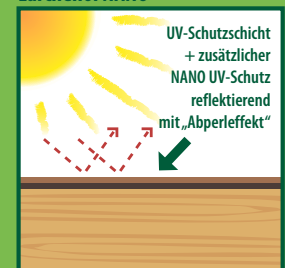 UV-Schutzschicht
+ zusätzlicher
NANO UV-Schutz
reflektierend
mit „Abperleffekt“